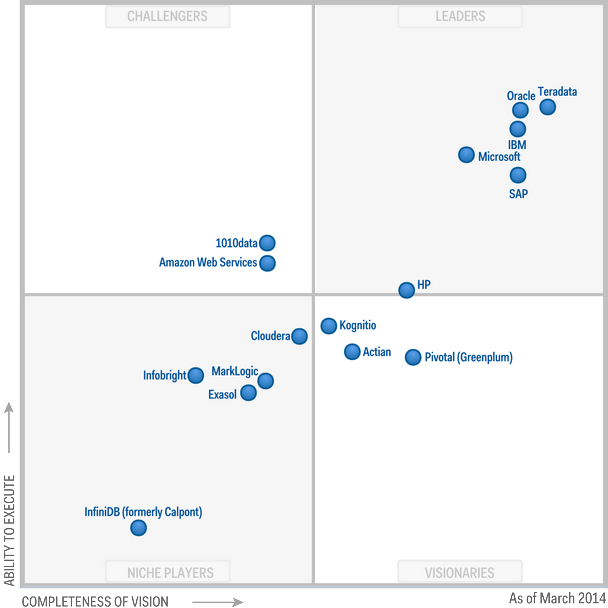 CHALLENGERS
LEADERS
Oracle
Teradata
IBM
Microsoft
SAP
1010data
Amazon Web Services
HP
Kognitio
Cloudera
Actian
Pivotal (Greenplum)
Infobright
MarkLogic
Exasol
InfiniDB (formerly Calpont)
NICHE PLAYERS
VISIONARIES
ABILITY TO EXECUTE
COMPLETENESS OF VISION
As of March 2014